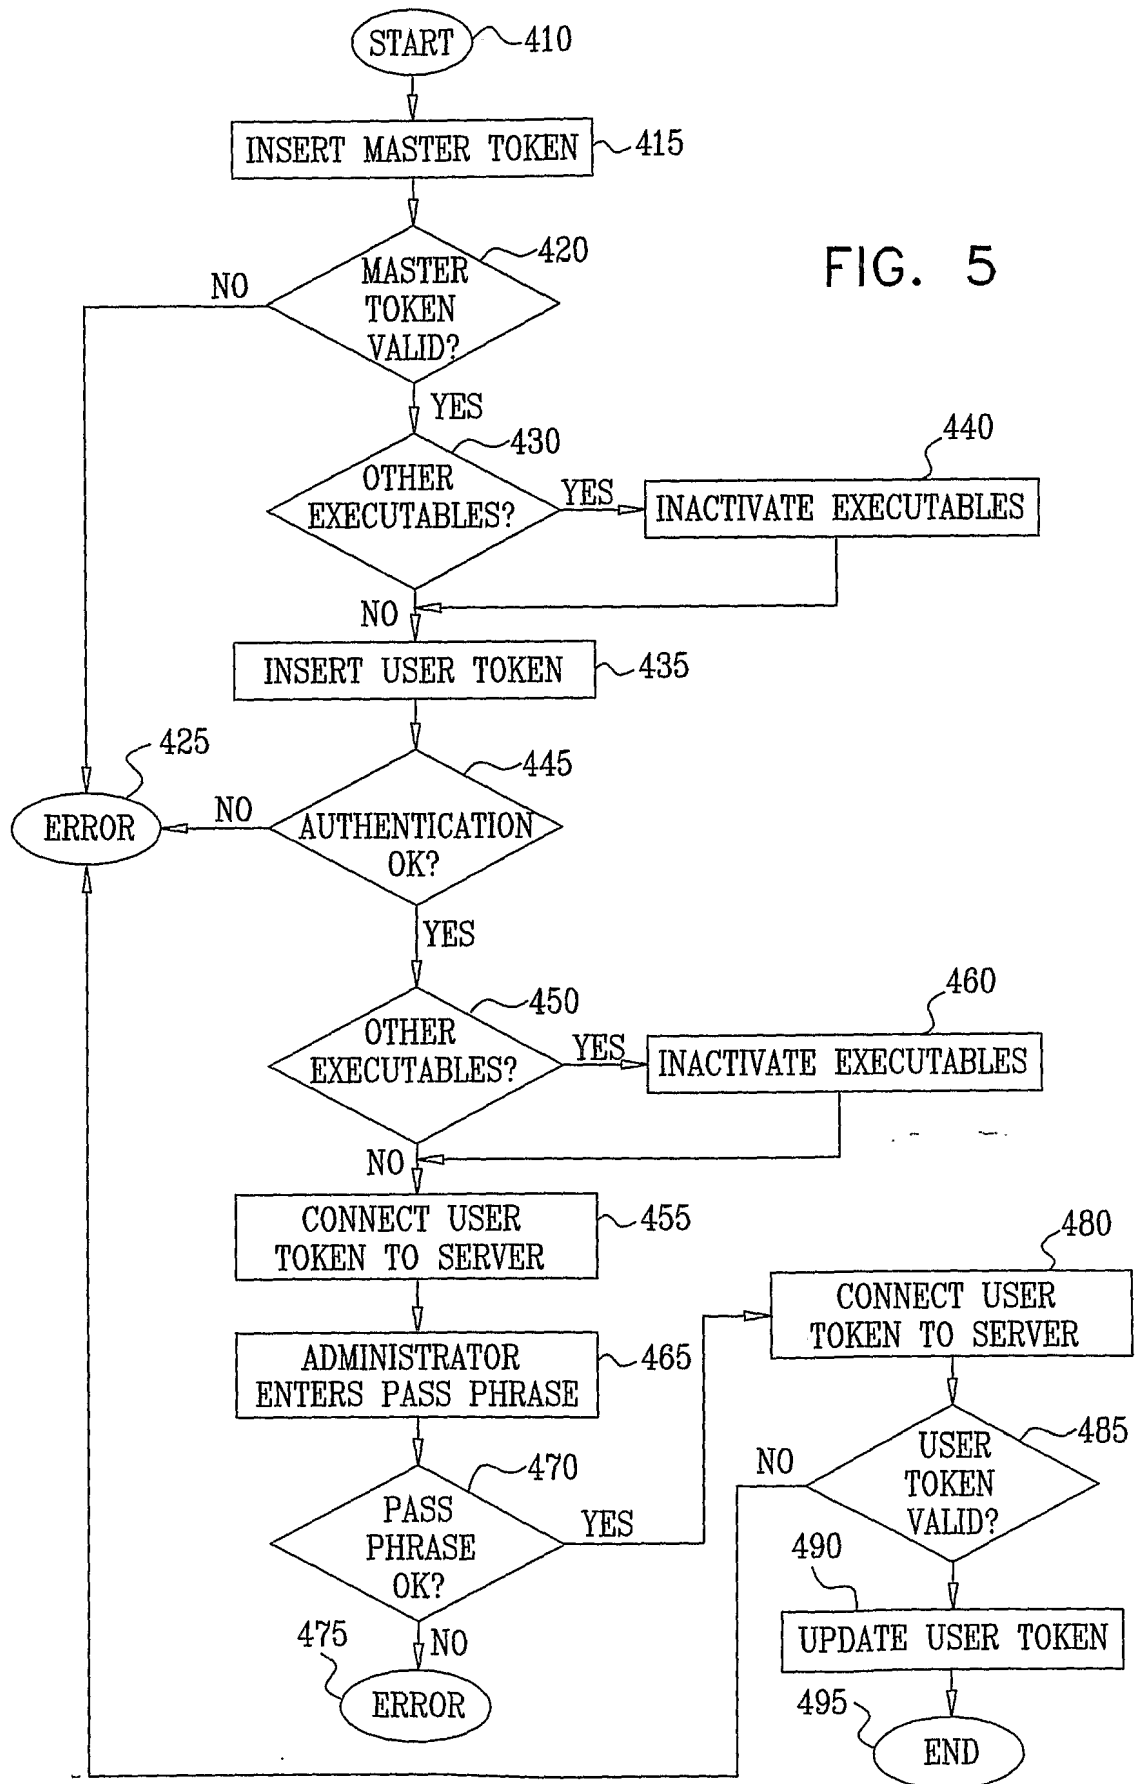 START
410
INSERT MASTER TOKEN
415
FIG. 5
420
MASTER
TOKEN
VALID?
NO
YES
430
OTHER
EXECUTABLES?
YES
440
INACTIVATE EXECUTABLES
NO
INSERT USER TOKEN
435
425
ERROR
NO
445
AUTHENTICATION
OK?
YES
450
OTHER
EXECUTABLES?
YES
460
INACTIVATE EXECUTABLES
NO
CONNECT USER
TOKEN TO SERVER
455
ADMINISTRATOR
ENTERS PASS PHRASE
465
470
PASS
PHRASE
OK?
YES
NO
475
ERROR
480
CONNECT USER
TOKEN TO SERVER
485
USER
TOKEN
VALID?
NO
490
UPDATE USER TOKEN
495
END